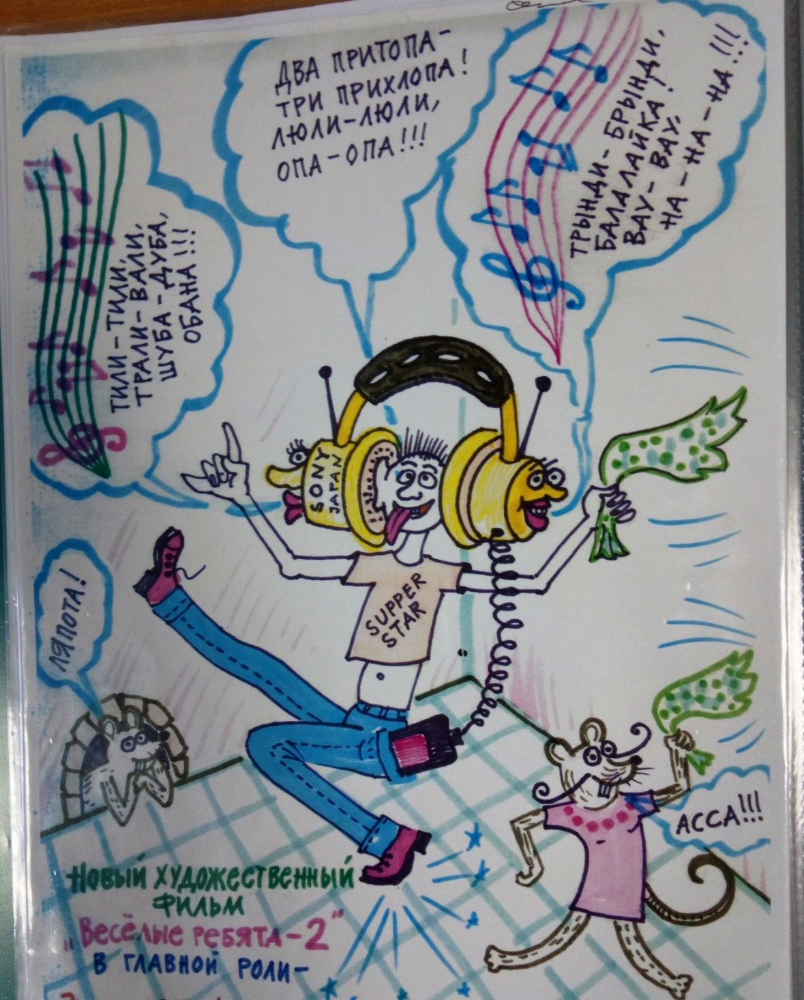 ДВА ПРИТОПА-
ТРИ ПРИХЛОПА!
ЛЮЛИ-ЛЮЛИ,
ОПА-ОПА!!!
ТРЫНДИ-БРЫНДИ,
БАЛАЛАЙКА!
ВАУ-ВАУ.
НА-НА-НА-НА!!!
ТИЛИ-ТИЛИ,
ТРАЛИ-ВАЛИ,
ШУБА-ДУБА,
ОБАНА!!!
SONY
JAPAN
SUPPER
STAR
ЛЯПОТА!
АССА!!!
НОВЫЙ ХУДОЖЕСТВЕННЫЙ
ФИЛЬМ
„ВЕСЁЛЫЕ РЕБЯТА-2"
В ГЛАВНОЙ РОЛИ-